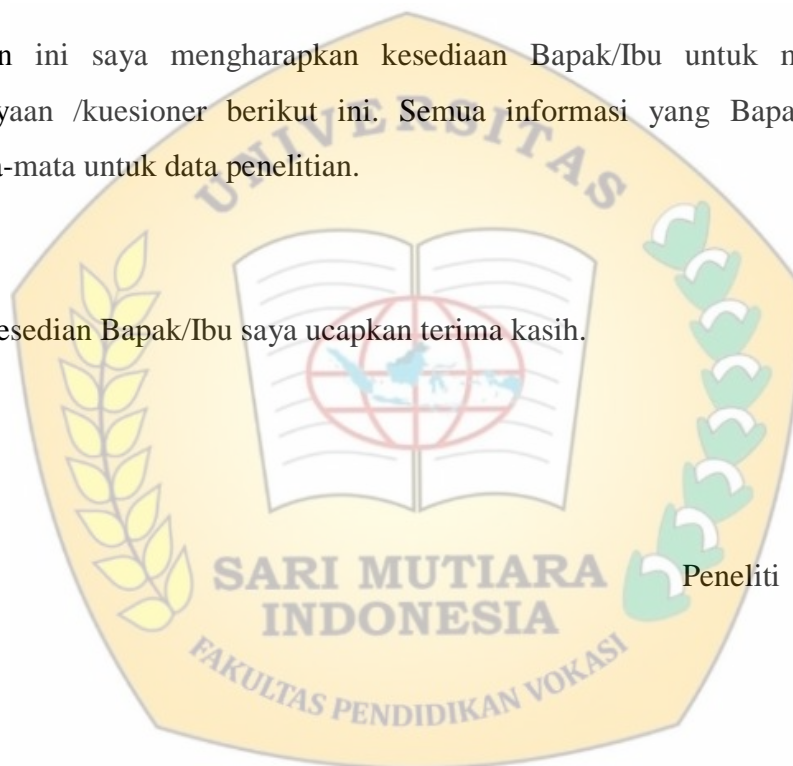 n ini saya mengharapkan kesediaan Bapak/Ibu untuk
yaan /kuesioner berikut ini. Semua informasi yang Bapa
-mata untuk data penelitian.
UNIVERSITAS
esedian Bapak/Ibu saya ucapkan terima kasih.
SARI MUTIARA
INDONESIA
Peneliti
FAKULTAS PENDIDIKAN VOKASI